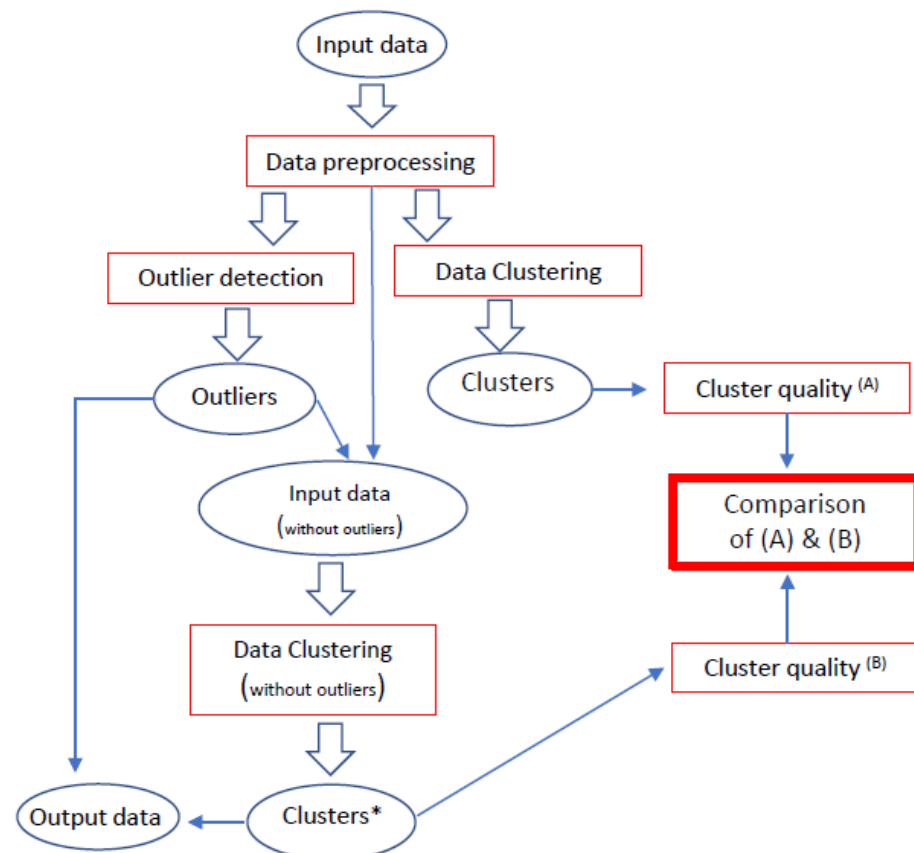 Input data
Data preprocessing
Outlier detection
Data Clustering
Outliers
Clusters
Cluster quality (A)
Input data
(without outliers)
Comparison
of (A) & (B)
Data Clustering
(without outliers)
Cluster quality (B)
Output data
Clusters*